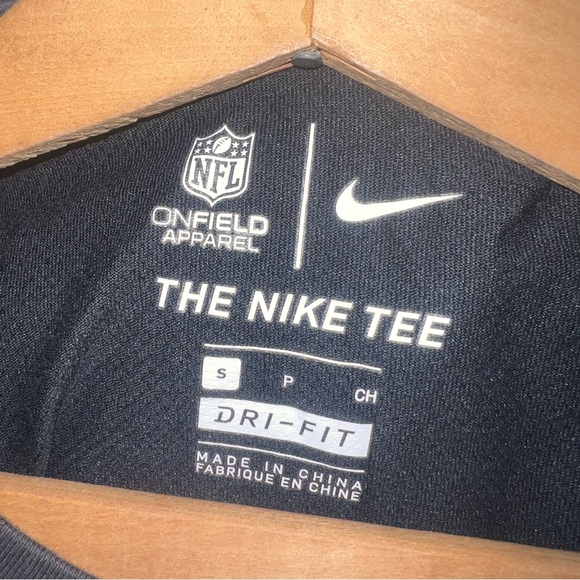 NFL
ONFIELD
APPAREL
THE NIKE TEE
S P CH
DRI-FIT
MADE IN CHINA
FABRIQUE EN CHINE